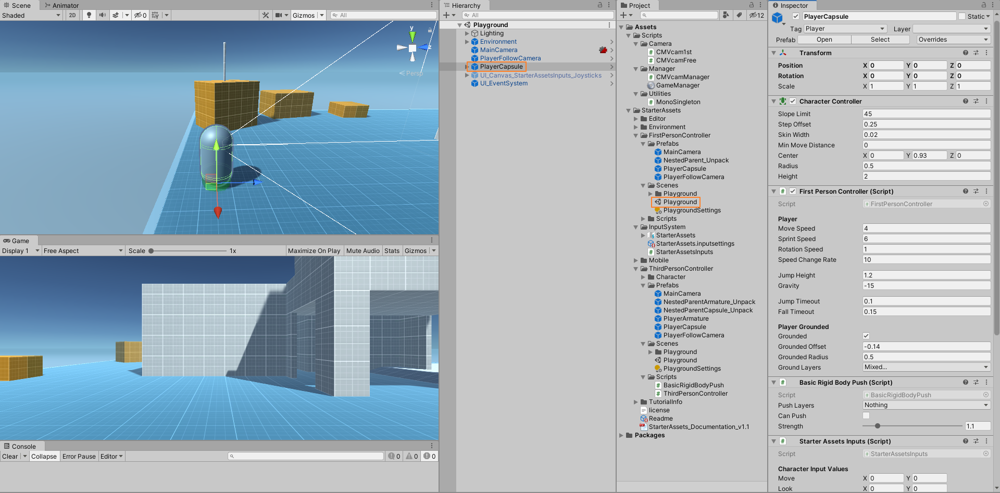 Scene
Animator
Shaded
2D
0
Gizmos
All
y
z
Persp
Game
Display 1
Free Aspect
Scale
1x
Maximize On Play
Mute Audio
Stats
Gizmos
Console
Clear
Collapse
Error Pause
Editor
0
0
0
Hierarchy
All
Playground
Lighting
Environment
MainCamera
PlayerFollowCamera
PlayerCapsule
UI_Canvas_StarterAssetsInputs_Joysticks
UI_EventSystem
Project
12
Assets
Scripts
Camera
CMVcam1st
CMVcamFree
Manager
CMVcamManager
GameManager
Utilities
MonoSingleton
StarterAssets
Editor
Environment
FirstPersonController
Prefabs
MainCamera
NestedParent_Unpack
PlayerCapsule
PlayerFollowCamera
Scenes
Playground
Playground
PlaygroundSettings
Scripts
InputSystem
StarterAssets
StarterAssets.inputsettings
StarterAssetsInputs
Mobile
ThirdPersonController
Character
Prefabs
MainCamera
NestedParentArmature_Unpack
NestedParentCapsule_Unpack
PlayerArmature
PlayerCapsule
PlayerFollowCamera
Scenes
Playground
Playground
PlaygroundSettings
Scripts
BasicRigidBodyPush
ThirdPersonController
TutorialInfo
license
Readme
StarterAssets_Documentation_v1.1
Packages
Inspector
PlayerCapsule
Static
Tag Player Layer
Prefab Open Select Overrides
Transform
Position X 0 Y 0 Z 0
Rotation X 0 Y 0 Z 0
Scale X 1 Y 1 Z 1
Character Controller
Slope Limit 45
Step Offset 0.25
Skin Width 0.02
Min Move Distance 0
Center X 0 Y 0.93 Z 0
Radius 0.5
Height 2
First Person Controller (Script)
Script FirstPersonController
Player
Move Speed 4
Sprint Speed 6
Rotation Speed 1
Speed Change Rate 10
Jump Height 1.2
Gravity -15
Jump Timeout 0.1
Fall Timeout 0.15
Player Grounded
Grounded
Grounded Offset -0.14
Grounded Radius 0.5
Ground Layers Mixed...
Basic Rigid Body Push (Script)
Script BasicRigidBodyPush
Push Layers Nothing
Can Push
Strength 1.1
Starter Assets Inputs (Script)
Script StarterAssetsInputs
Character Input Values
Move X 0 Y 0
Look X 0 Y 0